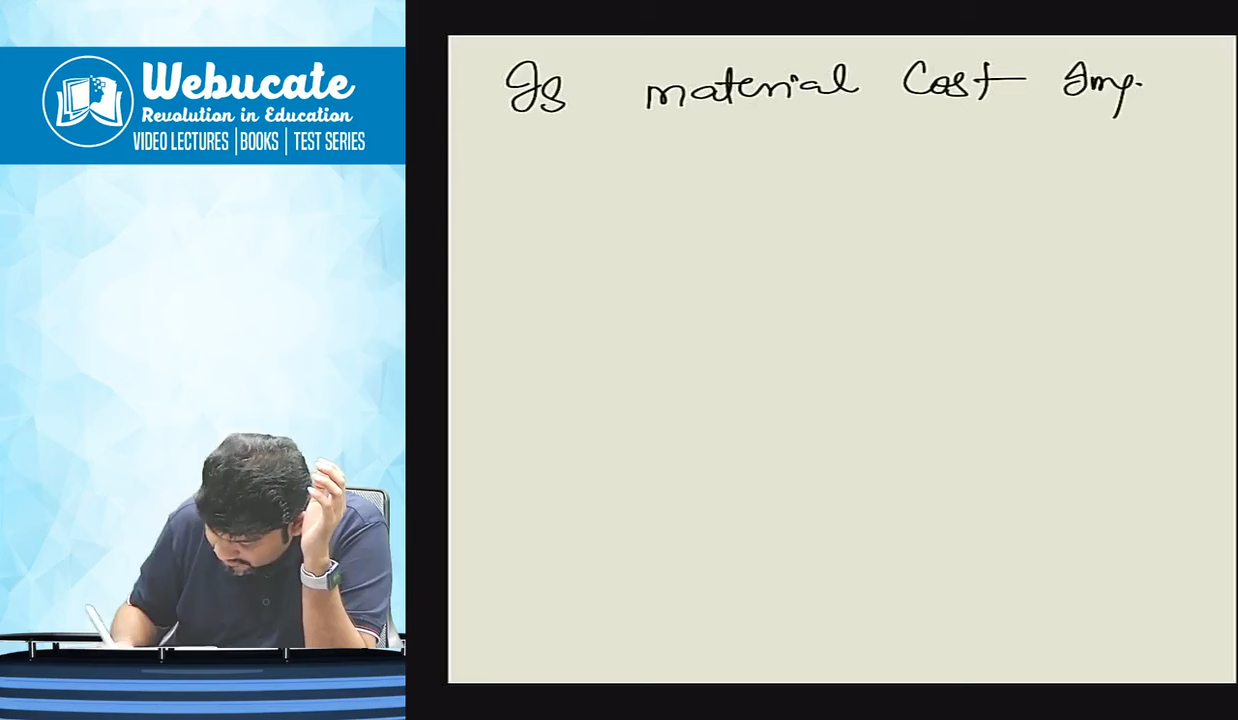 Webucate
Revolution in Education
VIDEO LECTURES | BOOKS | TEST SERIES
Is material Cost Imp.